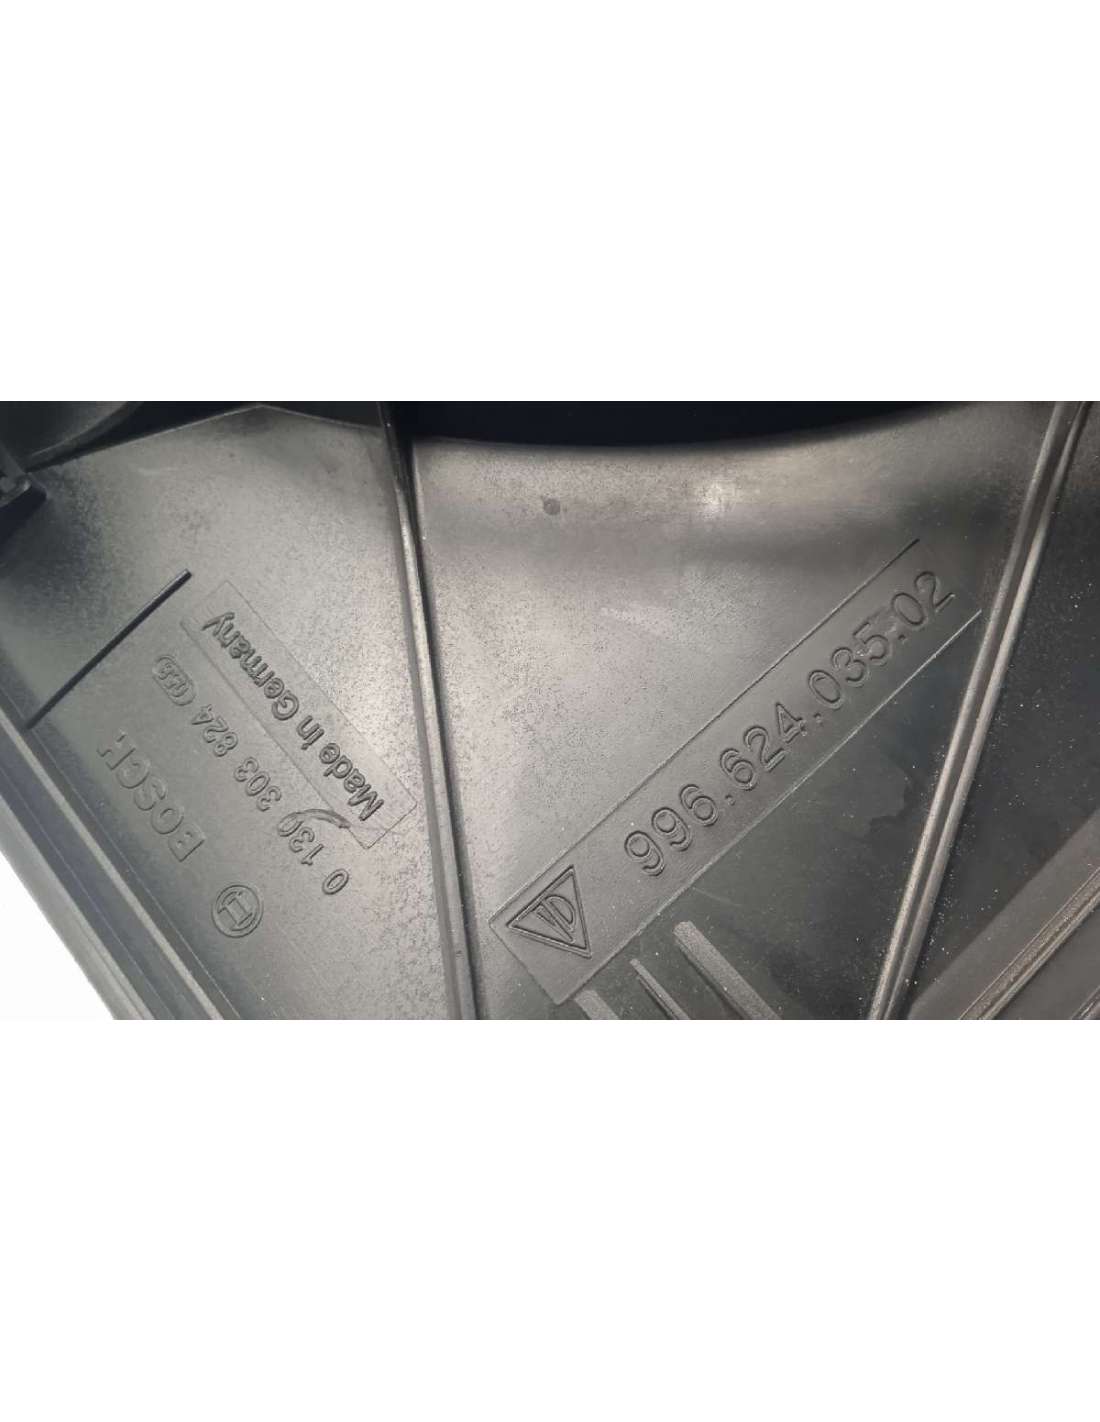 BOSCH
0 130 303 824
Made in Germany
996.624.035.02